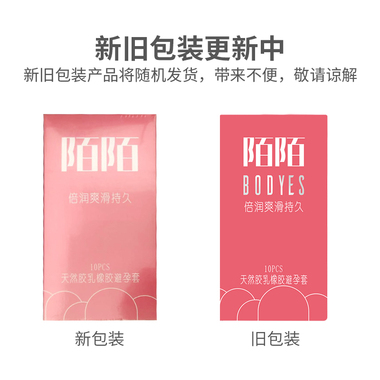 新旧包装更新中
新旧包装产品将随机发货，带来不便，敬请谅解
陌陌
倍润爽滑持久
10PCS
天然胶乳橡胶避孕套
新包装
陌陌
BODYES
倍润爽滑持久
10PCS
天然胶乳橡胶避孕套
旧包装